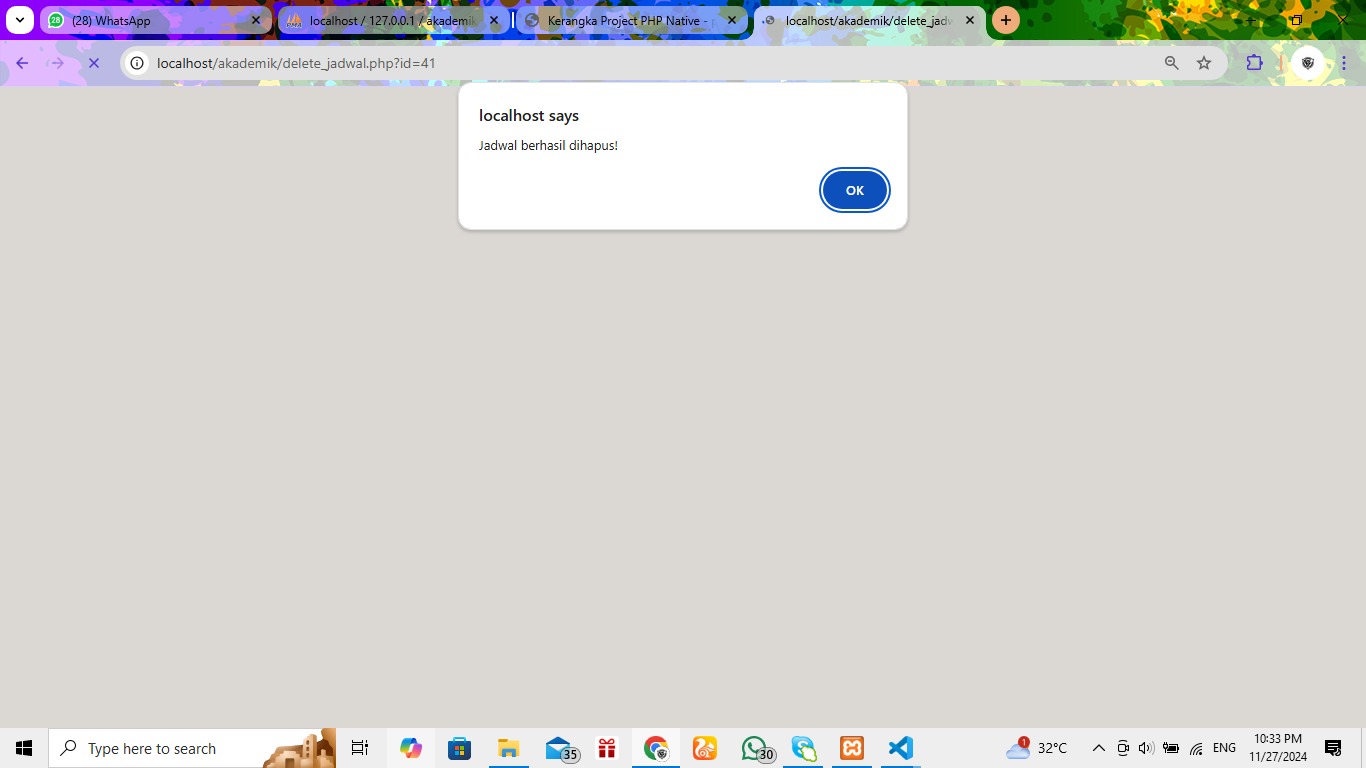 (28) WhatsApp
localhost / 127.0.0.1 / akademik
Kerangka Project PHP Native -
localhost/akademik/delete_jadw
localhost/akademik/delete_jadwal.php?id=41
localhost says
Jadwal berhasil dihapus!
OK
Type here to search
35
30
1
32°C
ENG
10:33 PM
11/27/2024